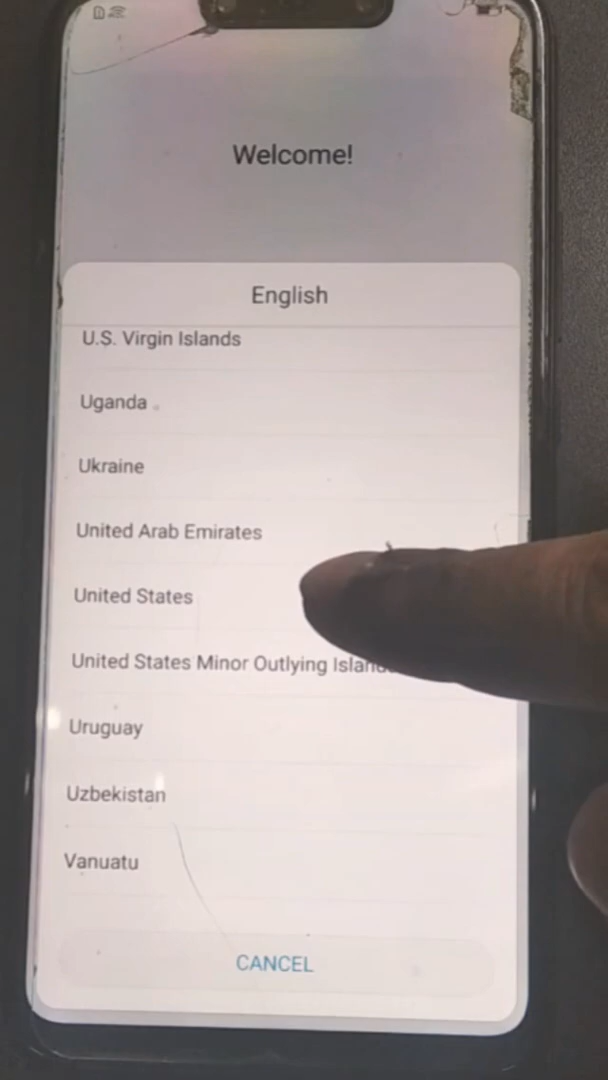 Welcome!
English
U.S. Virgin Islands
Uganda
Ukraine
United Arab Emirates
United States
United States Minor Outlying
Uruguay
Uzbekistan
Vanuatu
CANCEL